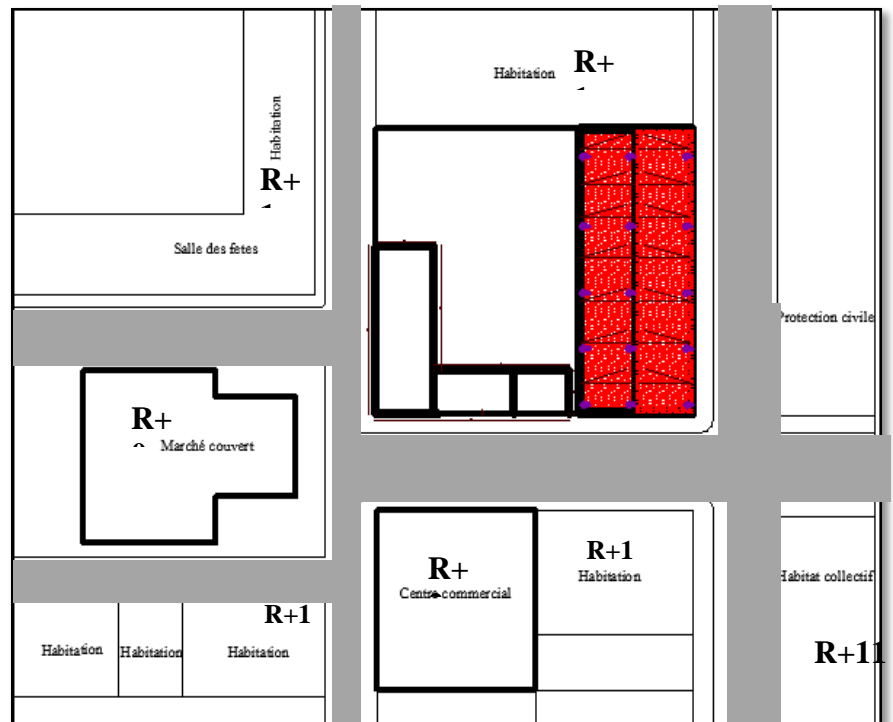 Habitation R+
Habitation
R+
Salle des fetes
Protection civile
R+
Marché couvert
R+
Centre commercial
R+1
Habitation
Habitat collectif
R+1
Habitation Habitation Habitation
R+11